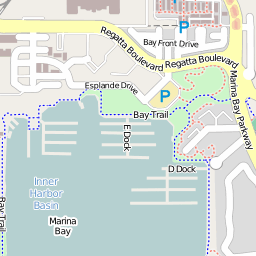 Regatta Boulevard
Bay Front Drive
P
Regatta Boulevard
Esplande Drive
P
Marina Bay Parkway
Bay Trail
E Dock
D Dock
Inner
Harbor
Basin
Bay Trail
Marina
Bay